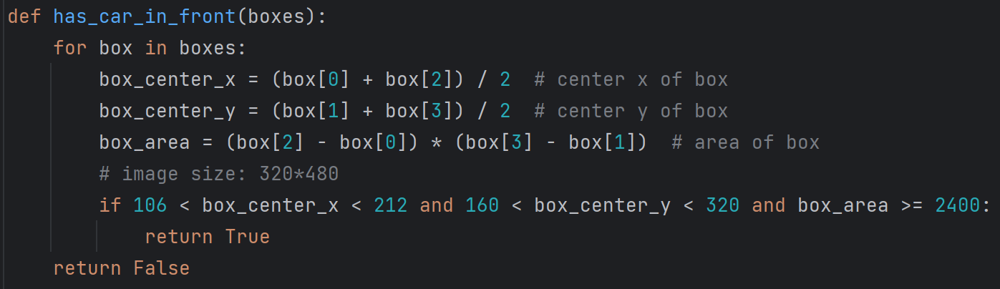 def has_car_in_front(boxes):
    for box in boxes:
        box_center_x = (box[0] + box[2]) / 2  # center x of box
        box_center_y = (box[1] + box[3]) / 2  # center y of box
        box_area = (box[2] - box[0]) * (box[3] - box[1])  # area of box
        # image size: 320*480
        if 106 < box_center_x < 212 and 160 < box_center_y < 320 and box_area >= 2400:
            return True
    return False